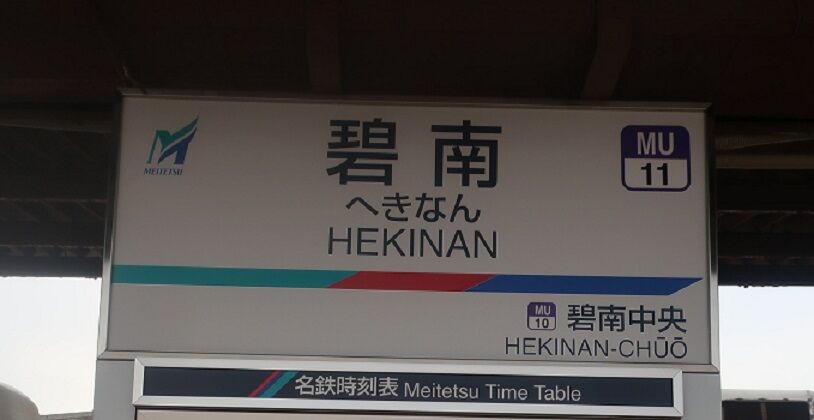 MEITETSU
碧南
MU
11
へきなん
HEKINAN
MU
10
碧南中央
HEKINAN-CHŪŌ
名鉄時刻表 Meitetsu Time Table